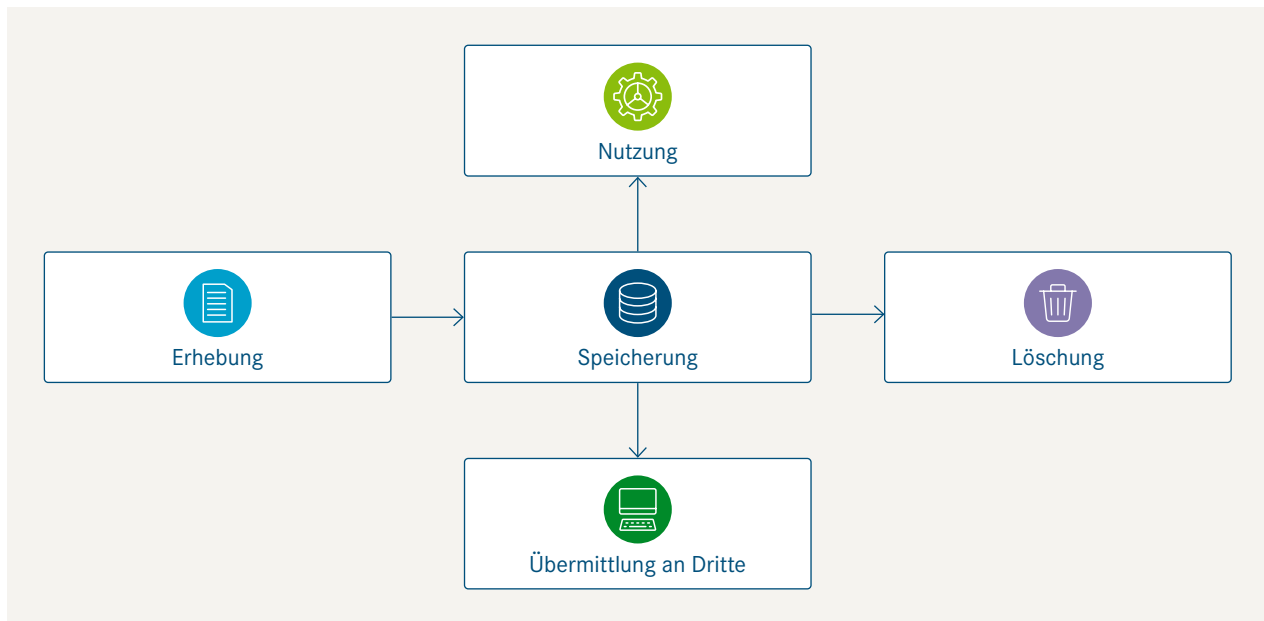 Nutzung
Erhebung
Speicherung
Löschung
Übermittlung an Dritte